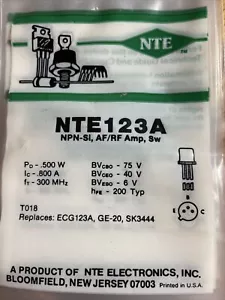 NTE
NTE123A
NPN-Si, AF/RF Amp, Sw
PD - .500 W
IC - .800A
fT - 300 MHz
BVCBO - 75 V
BVCEO - 40 V
BVEBO - 6 V
hFE - 200 Typ
T018
Replaces: ECG123A, GE-20, SK3444
A PRODUCT OF NTE ELECTRONICS, INC.
BLOOMFIELD, NEW JERSEY 07003 Printed in U.S.A.